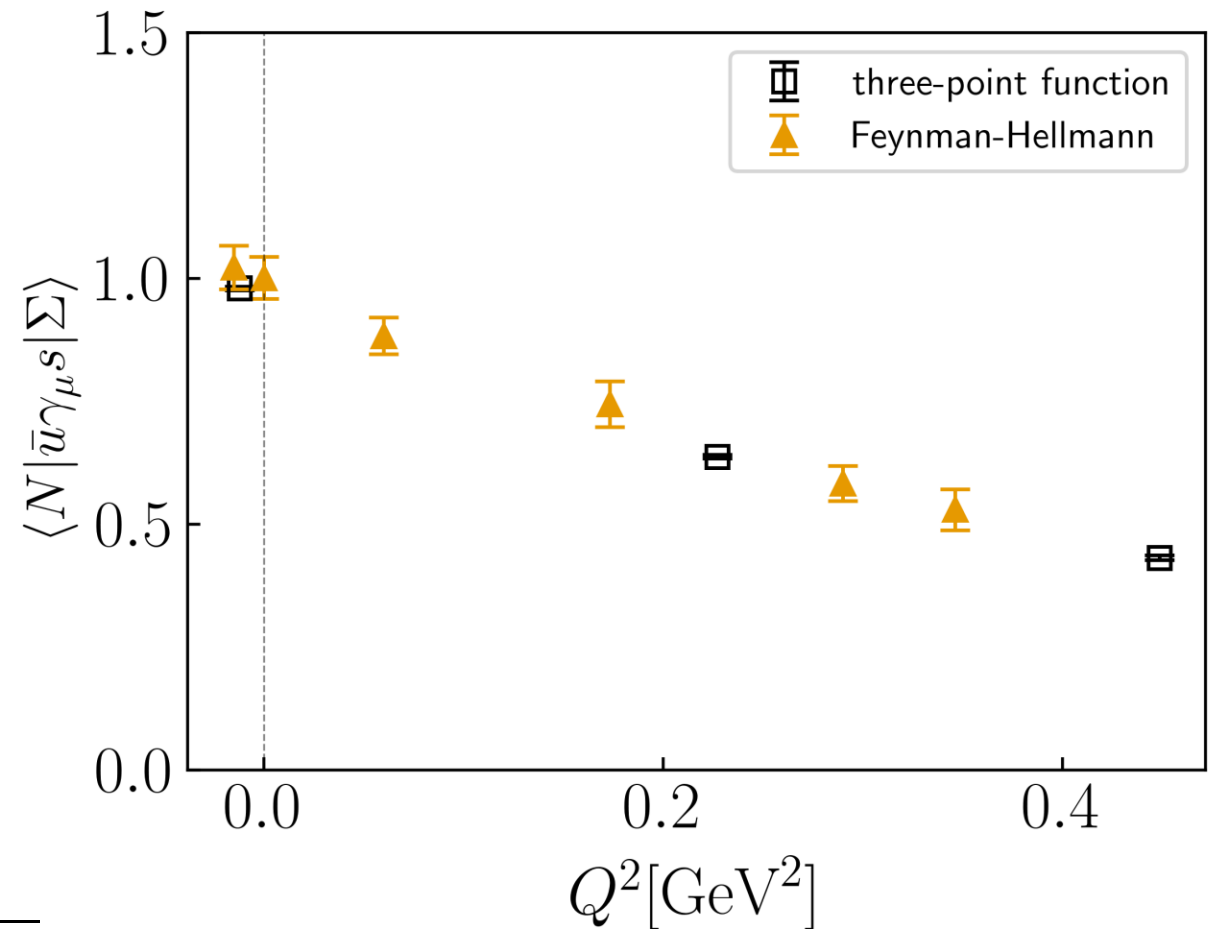 1.5
three-point function
Feynman-Hellmann
1.0
⟨N|ūγμs|Σ⟩
0.5
0.0
0.0 0.2 0.4
Q²[GeV²]